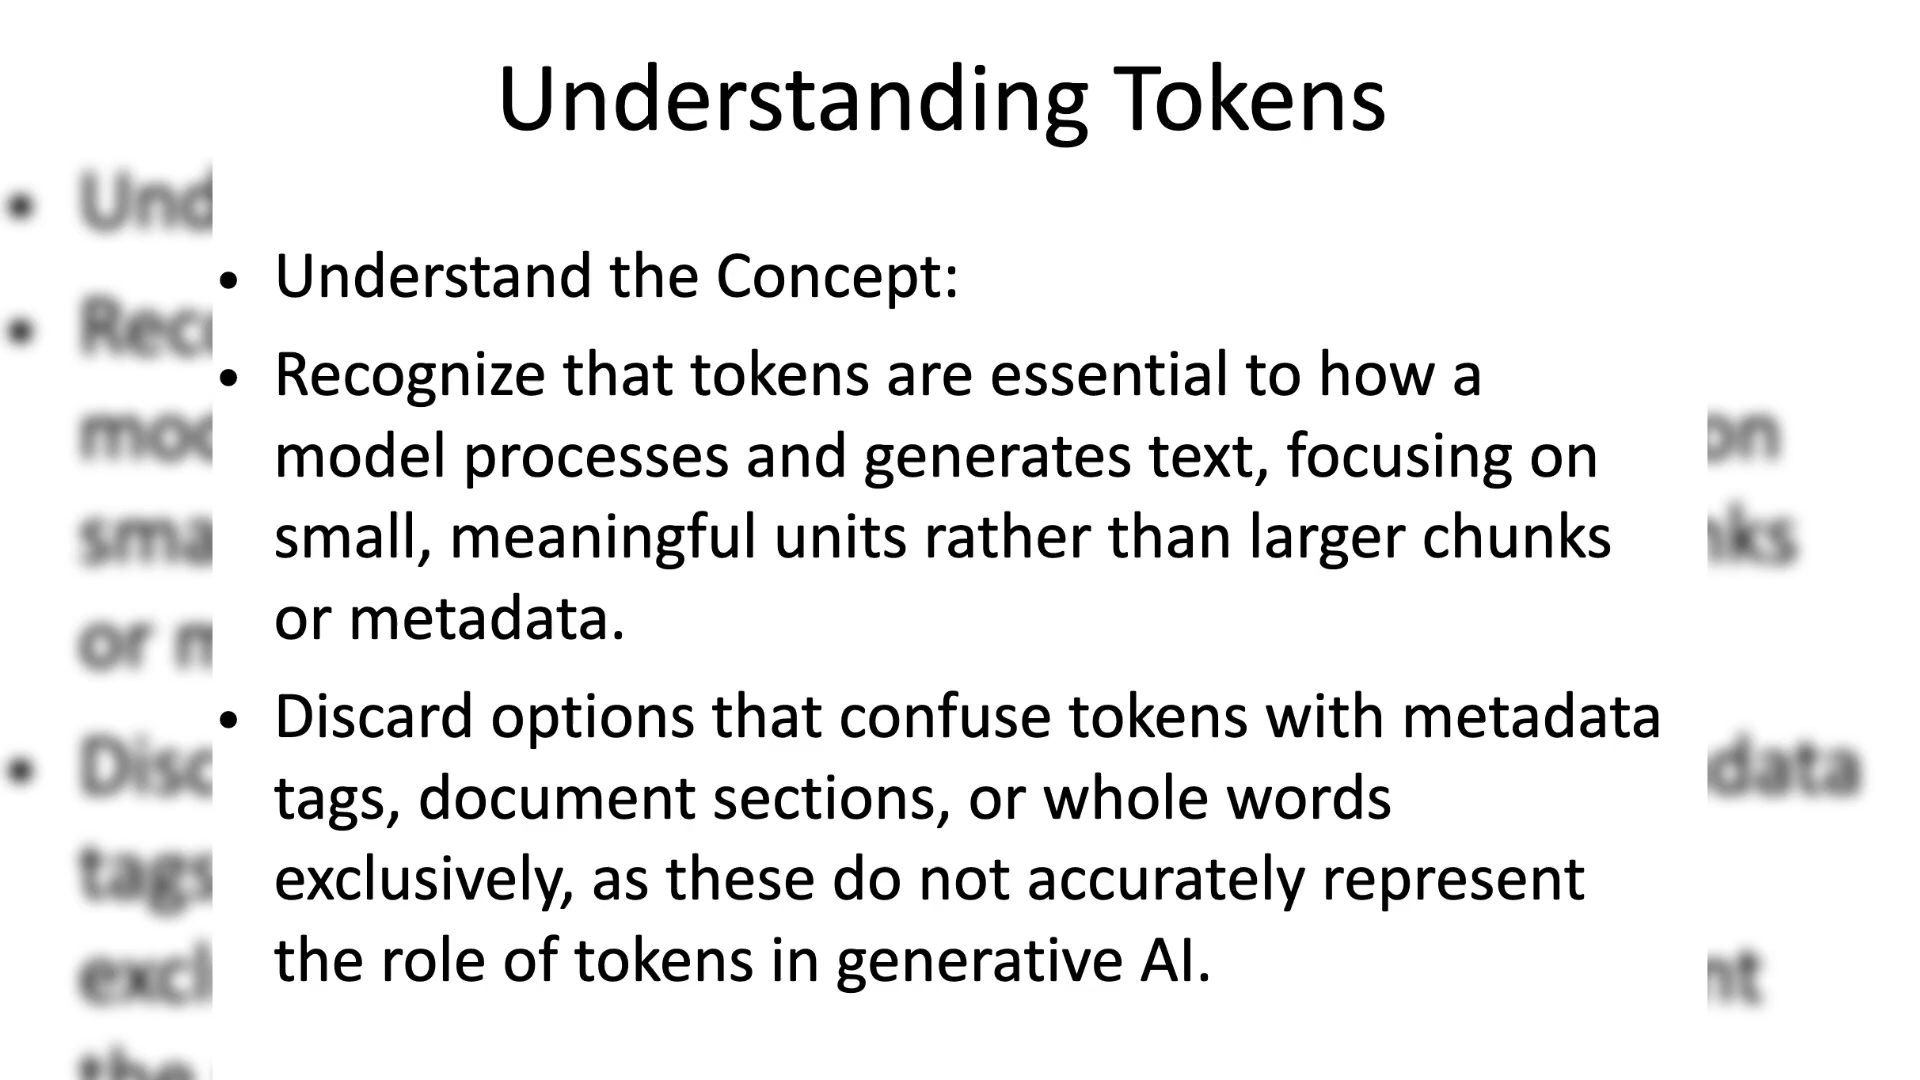 Understanding Tokens
• Understand the Concept:
• Recognize that tokens are essential to how a
model processes and generates text, focusing on
small, meaningful units rather than larger chunks
or metadata.
• Discard options that confuse tokens with metadata
tags, document sections, or whole words
exclusively, as these do not accurately represent
the role of tokens in generative AI.